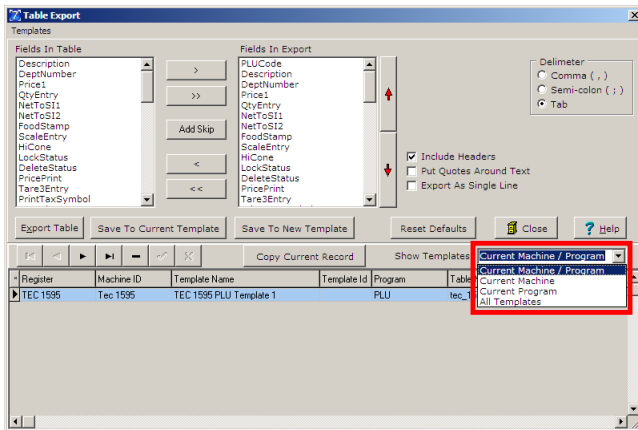 Table Export
Templates
Fields In Table
Description
DeptNumber
Price1
QtyEntry
NetToSI1
NetToSI2
FoodStamp
ScaleEntry
HiCone
LockStatus
DeleteStatus
PricePrint
Tare3Entry
PrintTaxSymbol
>
>>
Add Skip
<
<<
Fields In Export
PLUCode
Description
DeptNumber
Price1
QtyEntry
NetToSI1
NetToSI2
FoodStamp
ScaleEntry
HiCone
LockStatus
DeleteStatus
PricePrint
Tare3Entry
Delimeter
Comma ( , )
Semi-colon ( ; )
Tab
Include Headers
Put Quotes Around Text
Export As Single Line
Export Table Save To Current Template Save To New Template Reset Defaults Close ? Help
Copy Current Record Show Templates Current Machine / Program
Current Machine / Program
Current Machine
Current Program
All Templates
* Register Machine ID Template Name Template Id Program Table
TEC 1595 Tec 1595 TEC 1595 PLU Template 1 PLU tec_1